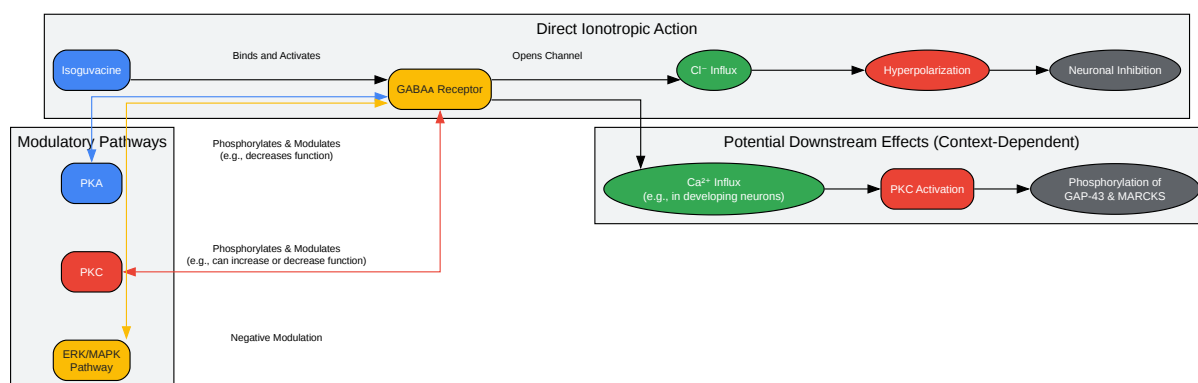 Direct Ionotropic Action
Binds and Activates
Opens Channel
Isoguvacine
GABAᴀ Receptor
Cl⁻ Influx
Hyperpolarization
Neuronal Inhibition
Modulatory Pathways
Phosphorylates & Modulates
(e.g., decreases function)
PKA
Phosphorylates & Modulates
(e.g., can increase or decrease function)
PKC
Negative Modulation
ERK/MAPK
Pathway
Potential Downstream Effects (Context-Dependent)
Ca²⁺ Influx
(e.g., in developing neurons)
PKC Activation
Phosphorylation of
GAP-43 & MARCKS